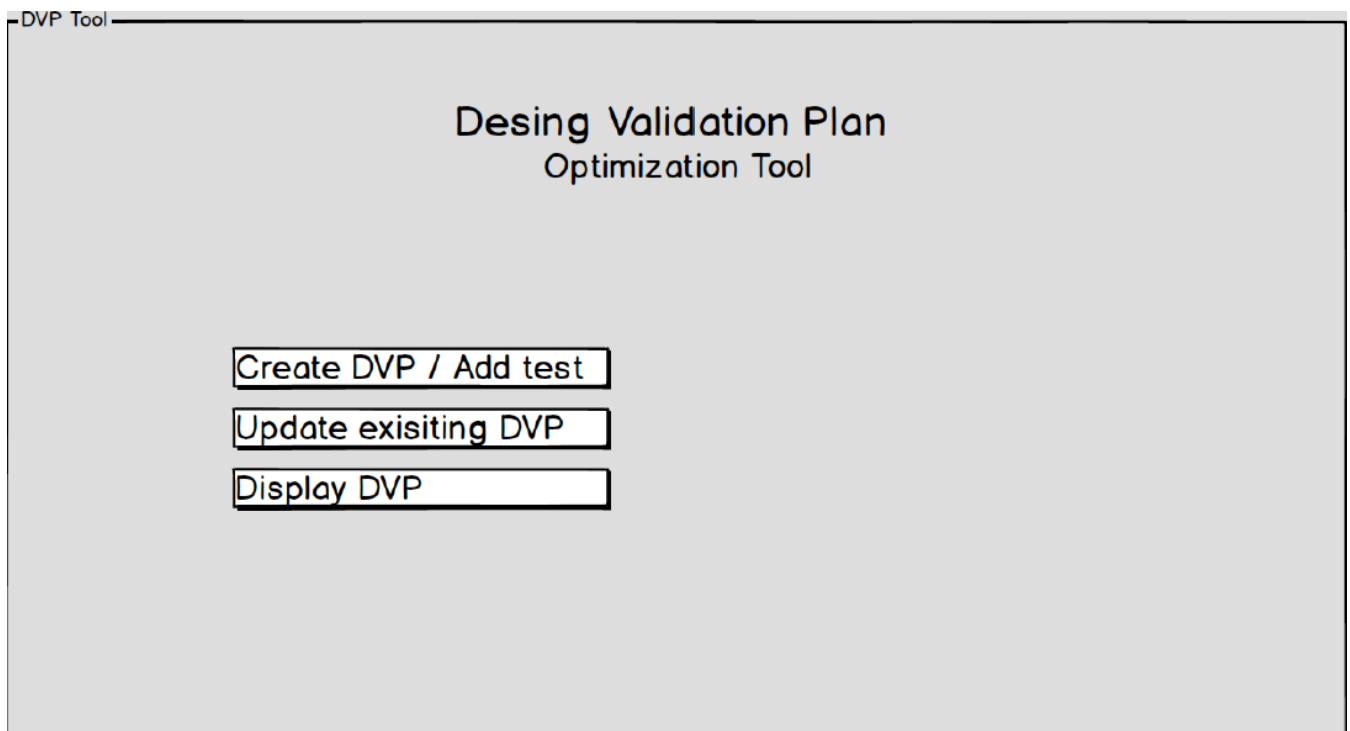 DVP Tool
Desing Validation Plan
Optimization Tool
Create DVP / Add test
Update exisiting DVP
Display DVP